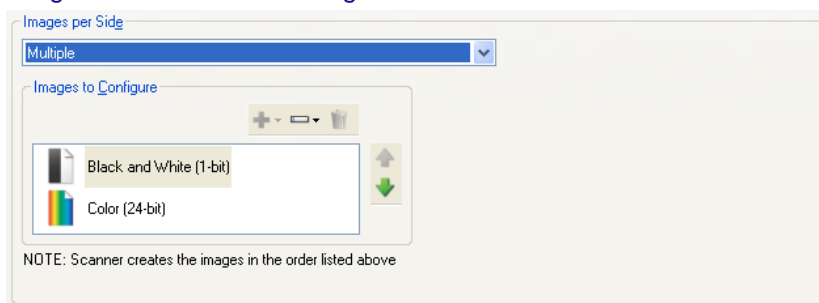 Images per Side
Multiple
Images to Configure
Black and White (1-bit)
Color (24-bit)
NOTE: Scanner creates the images in the order listed above